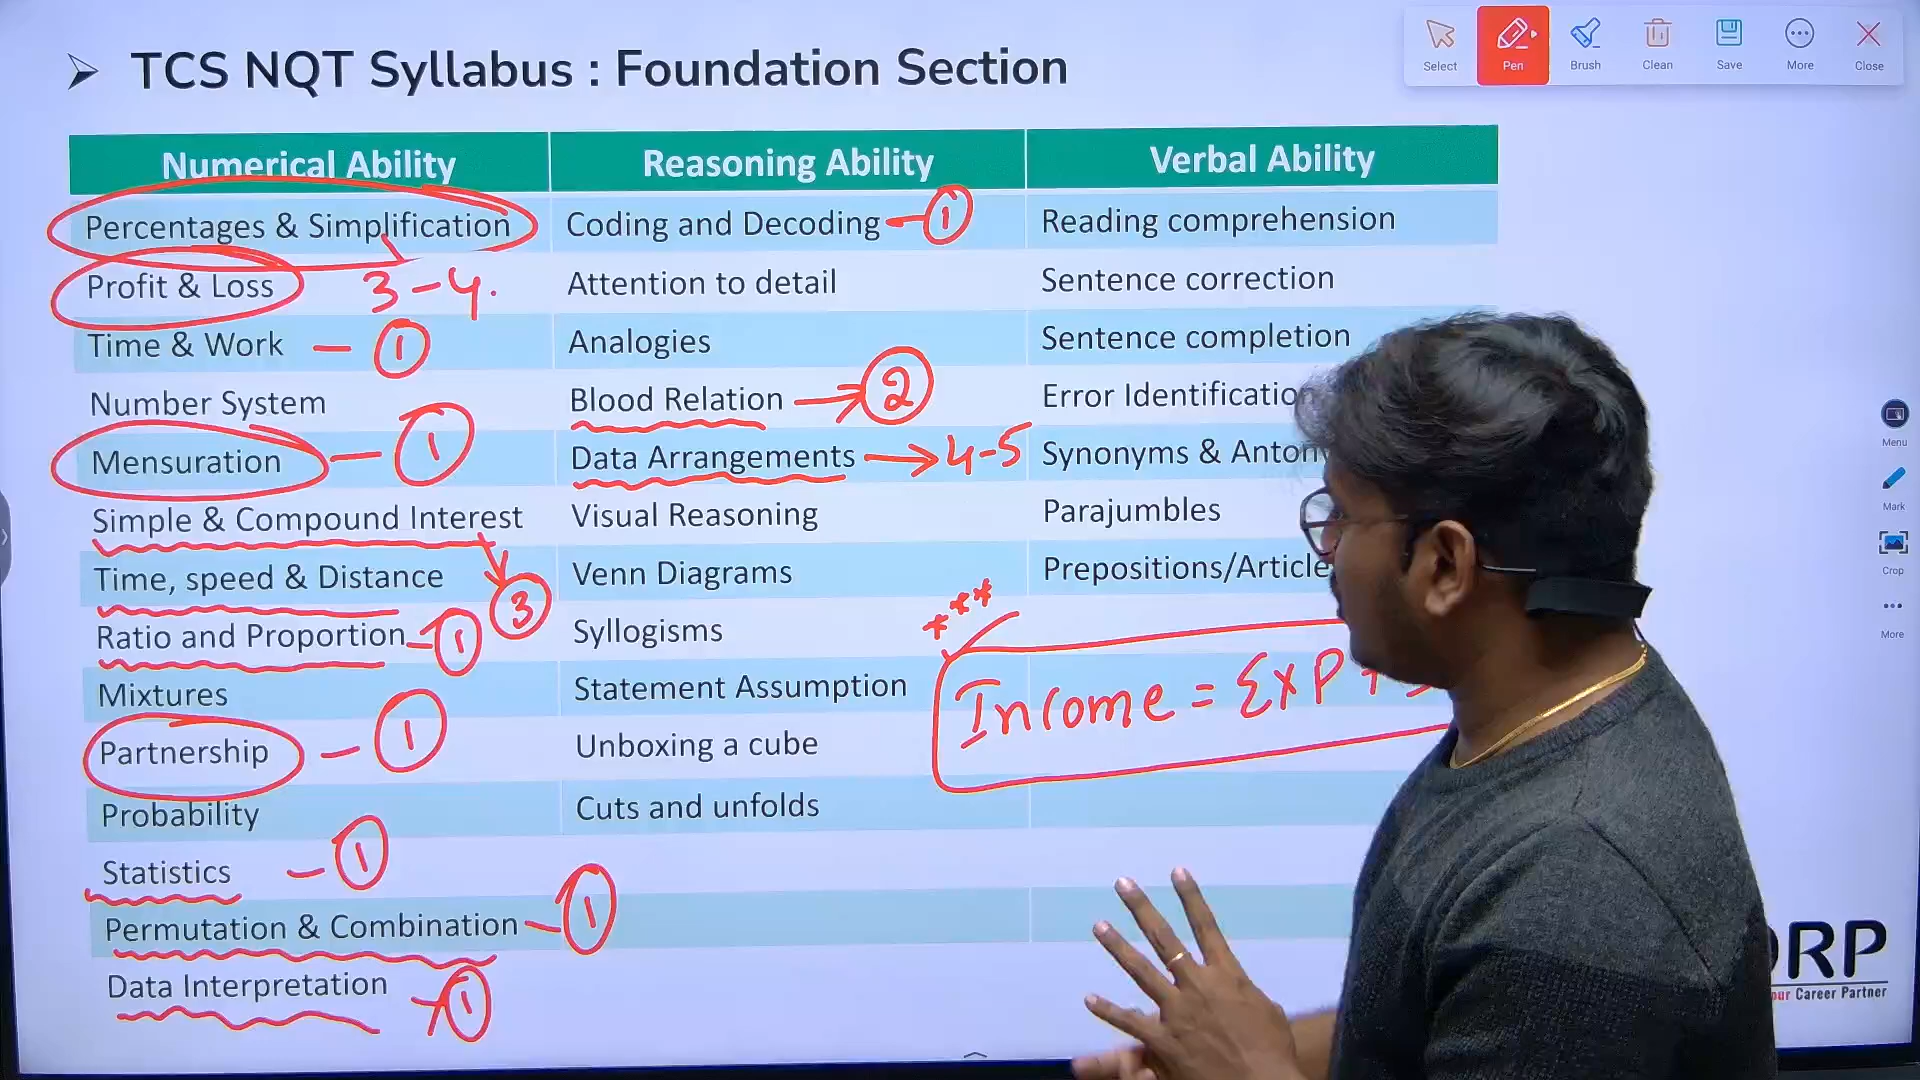 ➤ TCS NQT Syllabus : Foundation Section
Select Pen Brush Clean Save More Close
Numerical Ability Reasoning Ability Verbal Ability
Percentages & Simplification Coding and Decoding – 1 Reading comprehension
Profit & Loss 3 – 4. Attention to detail Sentence correction
Time & Work – 1 Analogies Sentence completion
Number System Blood Relation → 2 Error Identification
Mensuration – 1 Data Arrangements → 4-5 Synonyms &
Simple & Compound Interest Visual Reasoning Parajumbles
Time, speed & Distance 3 Venn Diagrams Prepositions/Article
Ratio and Proportion – 1 Syllogisms ***
Mixtures Statement Assumption Income = Exp +
Partnership – 1 Unboxing a cube
Probability Cuts and unfolds
Statistics – 1
Permutation & Combination – 1
Data Interpretation 1
Menu
Mark
Crop
More
RP
Career Partner